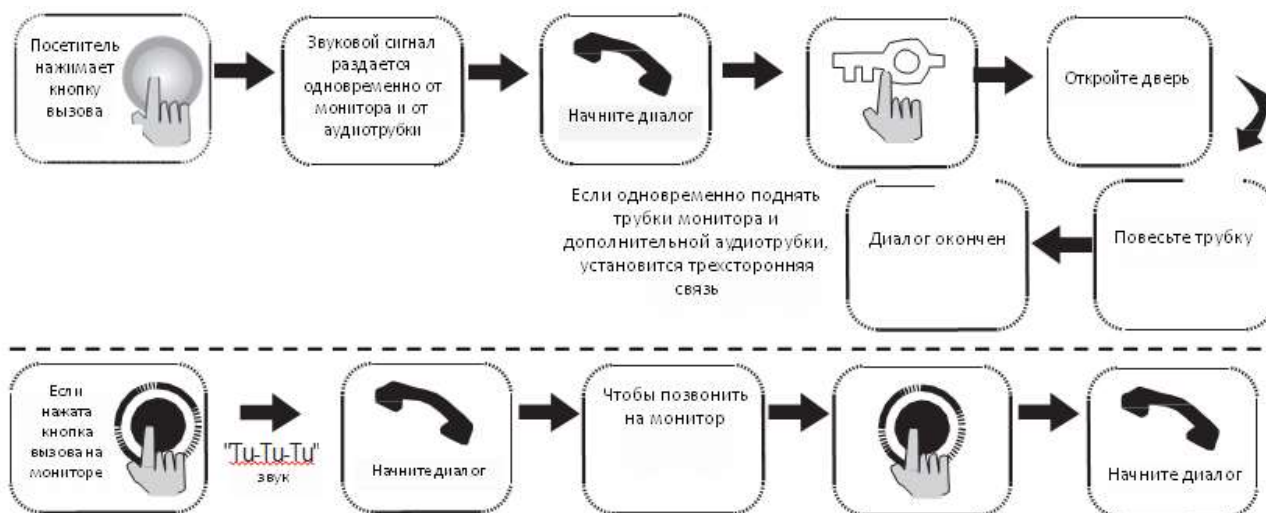 Посетитель
нажимает
кнопку
вызова
Звуковой сигнал
раздается
одновременно от
монитора и от
аудиотрубки
Начните диалог
Откройте дверь
Если одновременно поднять
трубки монитора и
дополнительной аудиотрубки,
установится трехсторонняя
связь
Диалог окончен
Повесьте трубку
Если
нажата
кнопка
вызова на
мониторе
"Tu-Tu-Tu"
звук
Начните диалог
Чтобы позвонить
на монитор
Начните диалог